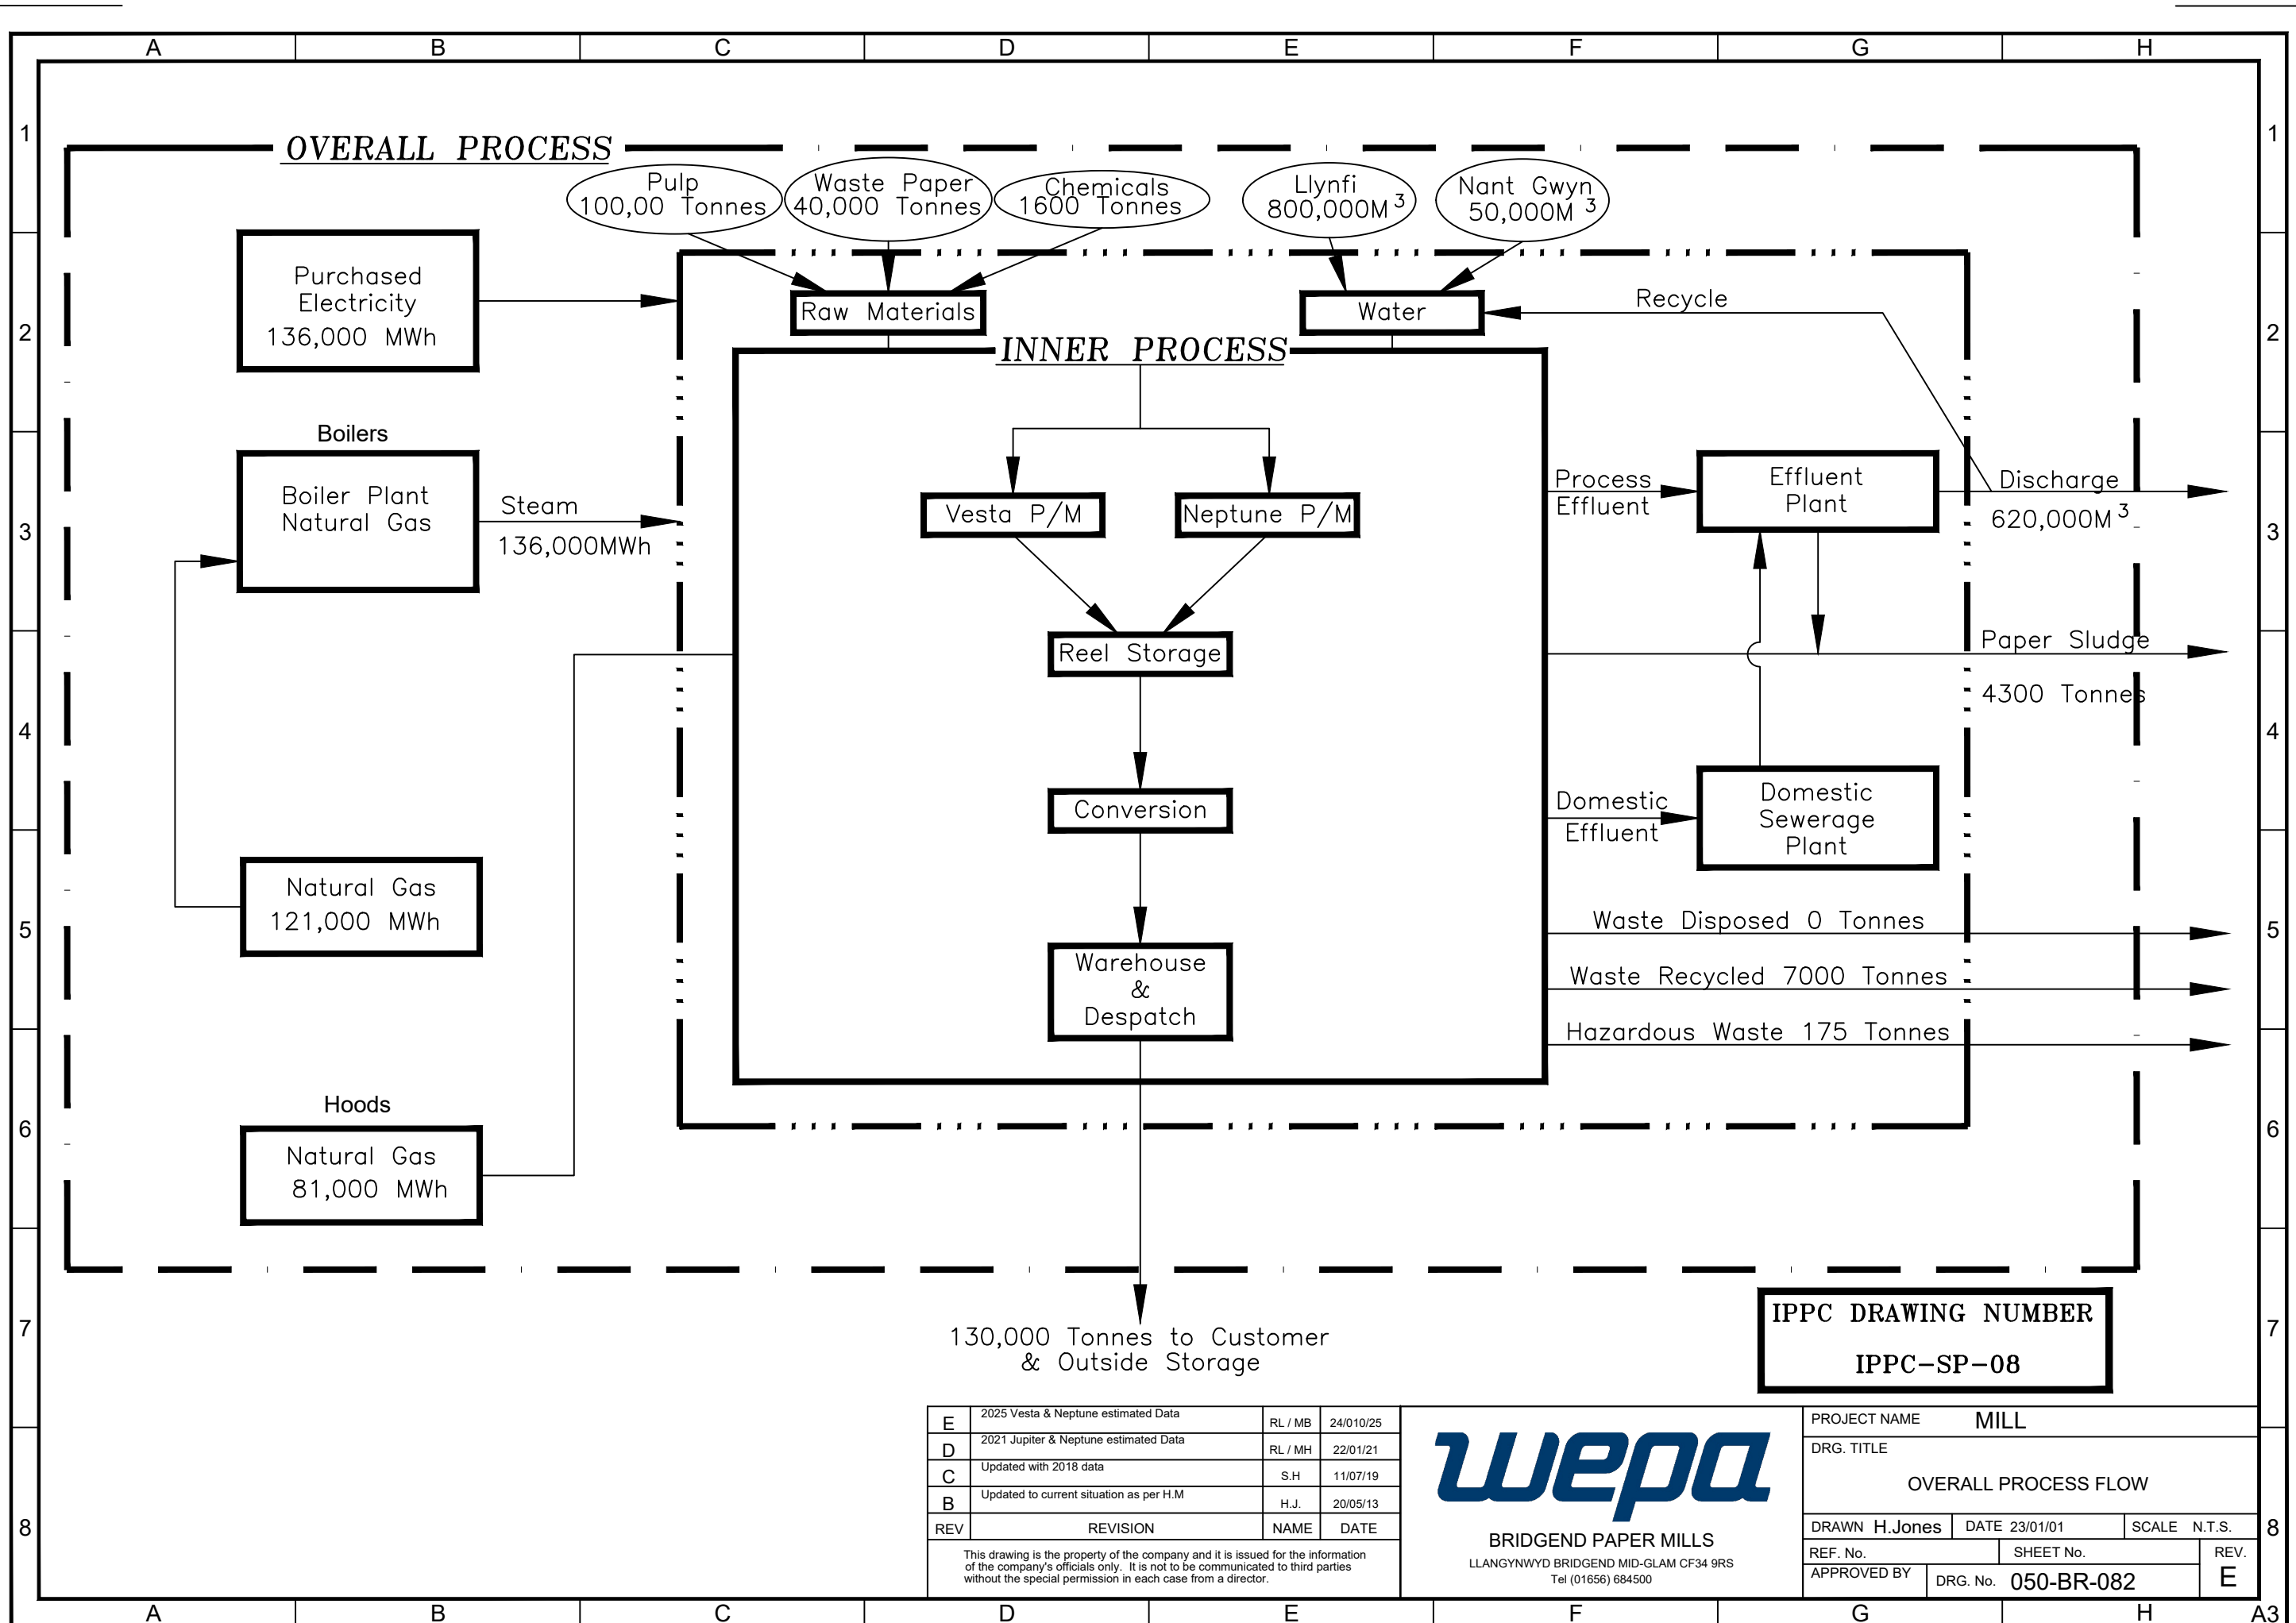 A B C D E F G H
1 1
OVERALL PROCESS
Pulp
100,00 Tonnes
Waste Paper
40,000 Tonnes
Chemicals
1600 Tonnes
Llynfi
800,000M 3
Nant Gwyn
50,000M 3
Purchased
Electricity
136,000 MWh
Raw Materials
Water
Recycle
2 2
INNER PROCESS
Boilers
Boiler Plant
Natural Gas
Steam
136,000MWh
Vesta P/M
Neptune P/M
Process
Effluent
Effluent
Plant
Discharge
620,000M 3
3 3
Reel Storage
Paper Sludge
4300 Tonnes
4 4
Conversion
Domestic
Effluent
Domestic
Sewerage
Plant
Natural Gas
121,000 MWh
Waste Disposed 0 Tonnes
5 5
Warehouse
&
Despatch
Waste Recycled 7000 Tonnes
Hazardous Waste 175 Tonnes
Hoods
6 6
Natural Gas
81,000 MWh
7 7
130,000 Tonnes to Customer
& Outside Storage
IPPC DRAWING NUMBER
IPPC-SP-08
E 2025 Vesta & Neptune estimated Data RL / MB 24/010/25
D 2021 Jupiter & Neptune estimated Data RL / MH 22/01/21
C Updated with 2018 data S.H 11/07/19
B Updated to current situation as per H.M H.J. 20/05/13
REV REVISION NAME DATE
This drawing is the property of the company and it is issued for the information
of the company's officials only. It is not to be communicated to third parties
without the special permission in each case from a director.
wepa
BRIDGEND PAPER MILLS
LLANGYNWYD BRIDGEND MID-GLAM CF34 9RS
Tel (01656) 684500
PROJECT NAME MILL
DRG. TITLE
OVERALL PROCESS FLOW
DRAWN H.Jones DATE 23/01/01 SCALE N.T.S.
REF. No. SHEET No. REV.
APPROVED BY DRG. No. 050-BR-082 E
8 8
A B C D E F G H A3